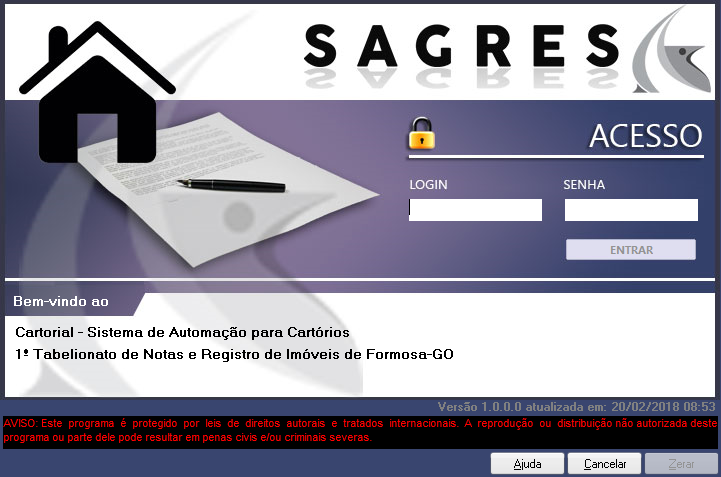 SAGRES
ACESSO
LOGIN SENHA
ENTRAR
Bem-vindo ao
Cartorial - Sistema de Automação para Cartórios
1º Tabelionato de Notas e Registro de Imóveis de Formosa-GO
Versão 1.0.0.0 atualizada em: 20/02/2018 08:53
AVISO: Este programa é protegido por leis de direitos autorais e tratados internacionais. A reprodução ou distribuição não autorizada deste
programa ou parte dele pode resultar em penas civis e/ou criminais severas.
Ajuda Cancelar Zerar